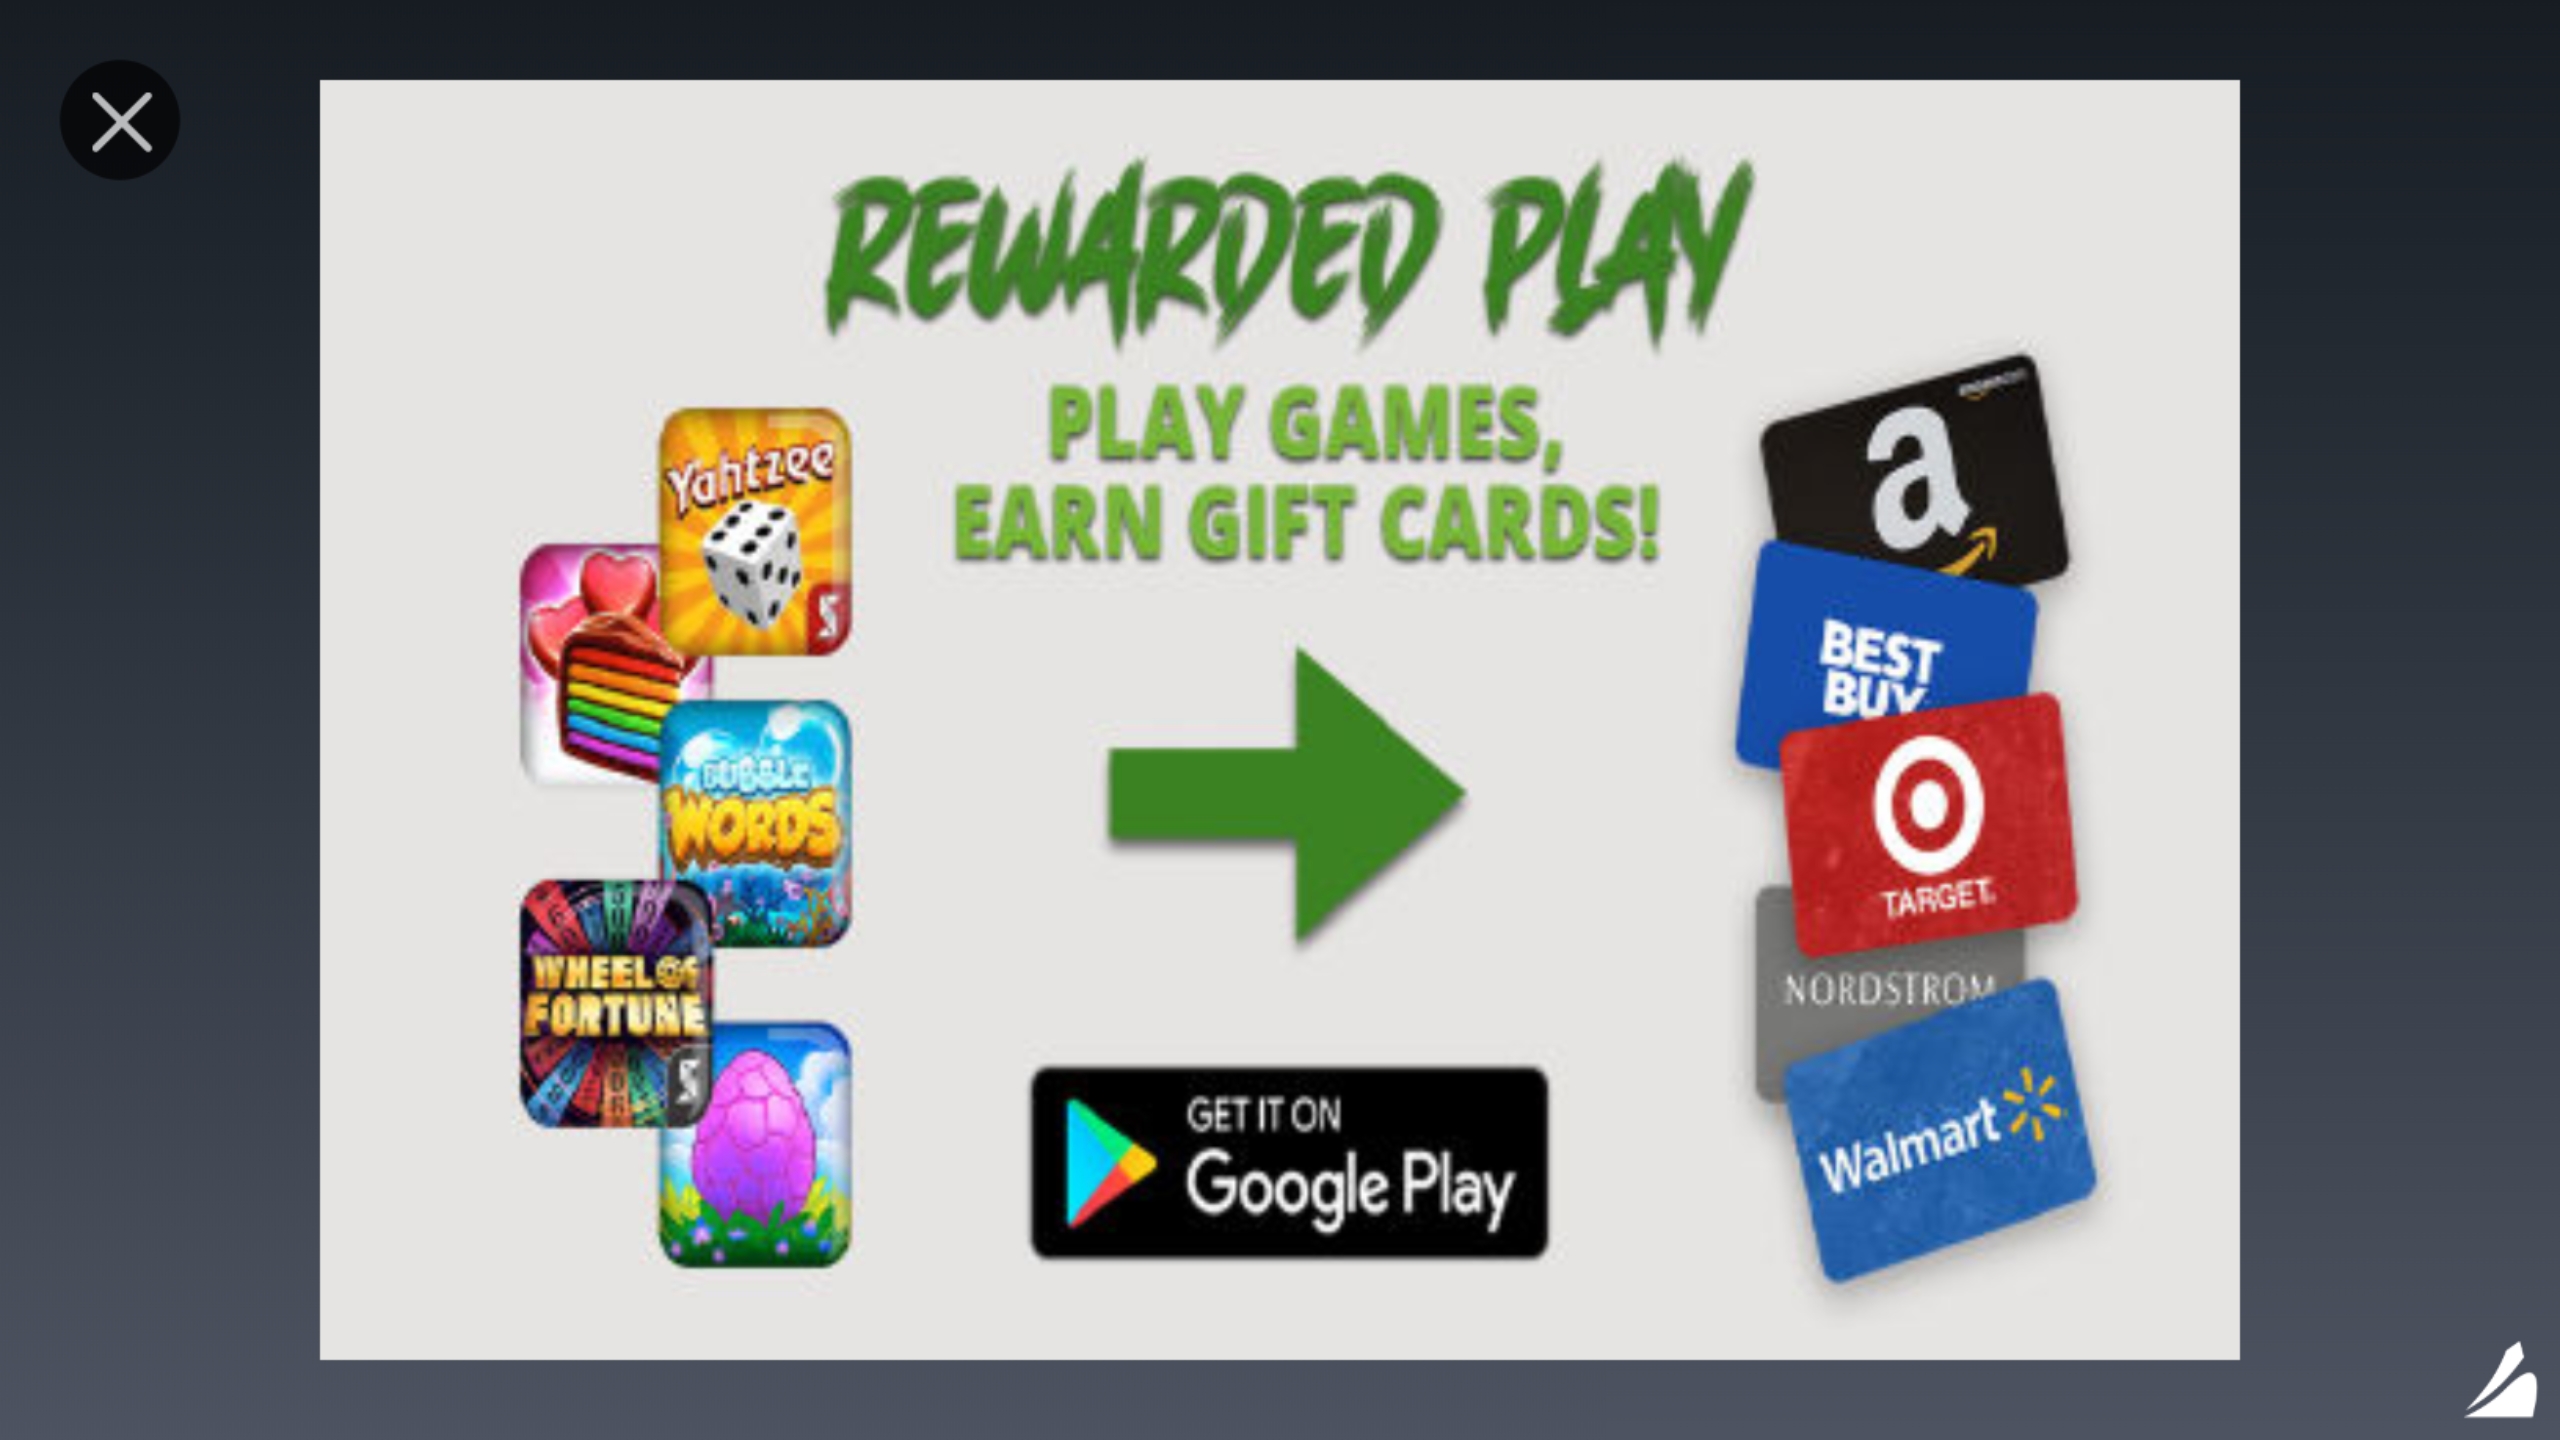 REWARDED PLAY
PLAY GAMES,
EARN GIFT CARDS!
Yahtzee
BUBBLE
WORDS
WHEEL OF
FORTUNE
GET IT ON
Google Play
a
BEST
BUY
TARGET
NORDSTROM
Walmart